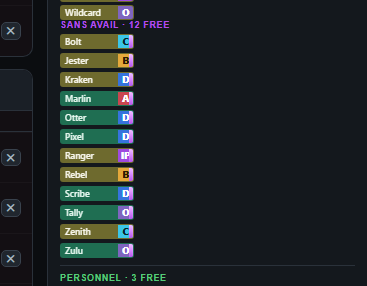 Wildcard O
SANS AVAIL · 12 FREE
Bolt C
Jester B
Kraken D
Marlin A
Otter D
Pixel D
Ranger IP
Rebel B
Scribe D
Tally O
Zenith C
Zulu O
PERSONNEL · 3 FREE